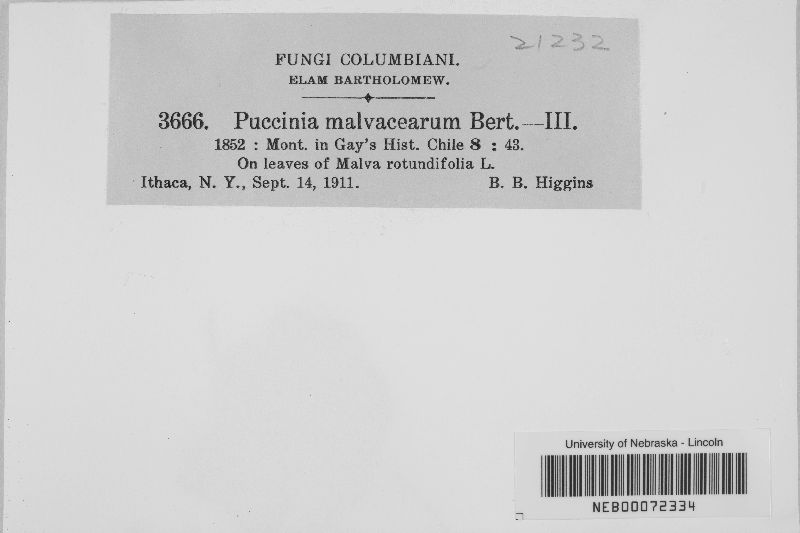 21232
FUNGI COLUMBIANI.
ELAM BARTHOLOMEW.
3666. Puccinia malvacearum Bert.—III.
1852 : Mont. in Gay's Hist. Chile 8 : 43.
On leaves of Malva rotundifolia L.
Ithaca, N. Y., Sept. 14, 1911. B. B. Higgins
University of Nebraska - Lincoln
NEB00072334